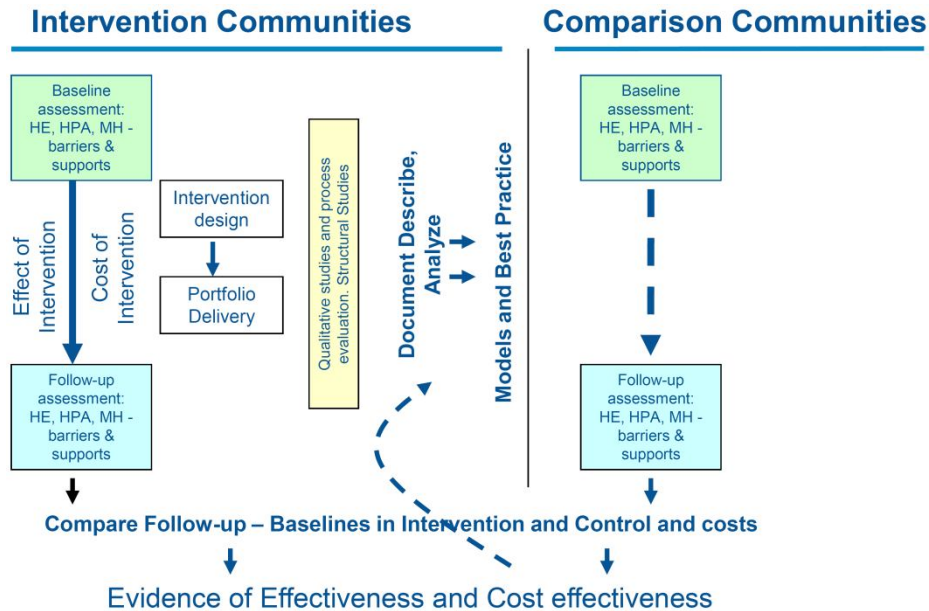 Intervention Communities
Comparison Communities
Baseline
assessment:
HE, HPA, MH -
barriers &
supports
Effect of
Intervention
Cost of
Intervention
Intervention
design
Portfolio
Delivery
Follow-up
assessment:
HE, HPA, MH -
barriers &
supports
Qualitative studies and process
evaluation. Structural Studies
Document Describe,
Analyze
Models and Best Practice
Baseline
assessment:
HE, HPA, MH -
barriers &
supports
Follow-up
assessment:
HE, HPA, MH -
barriers &
supports
Compare Follow-up – Baselines in Intervention and Control and costs
Evidence of Effectiveness and Cost effectiveness